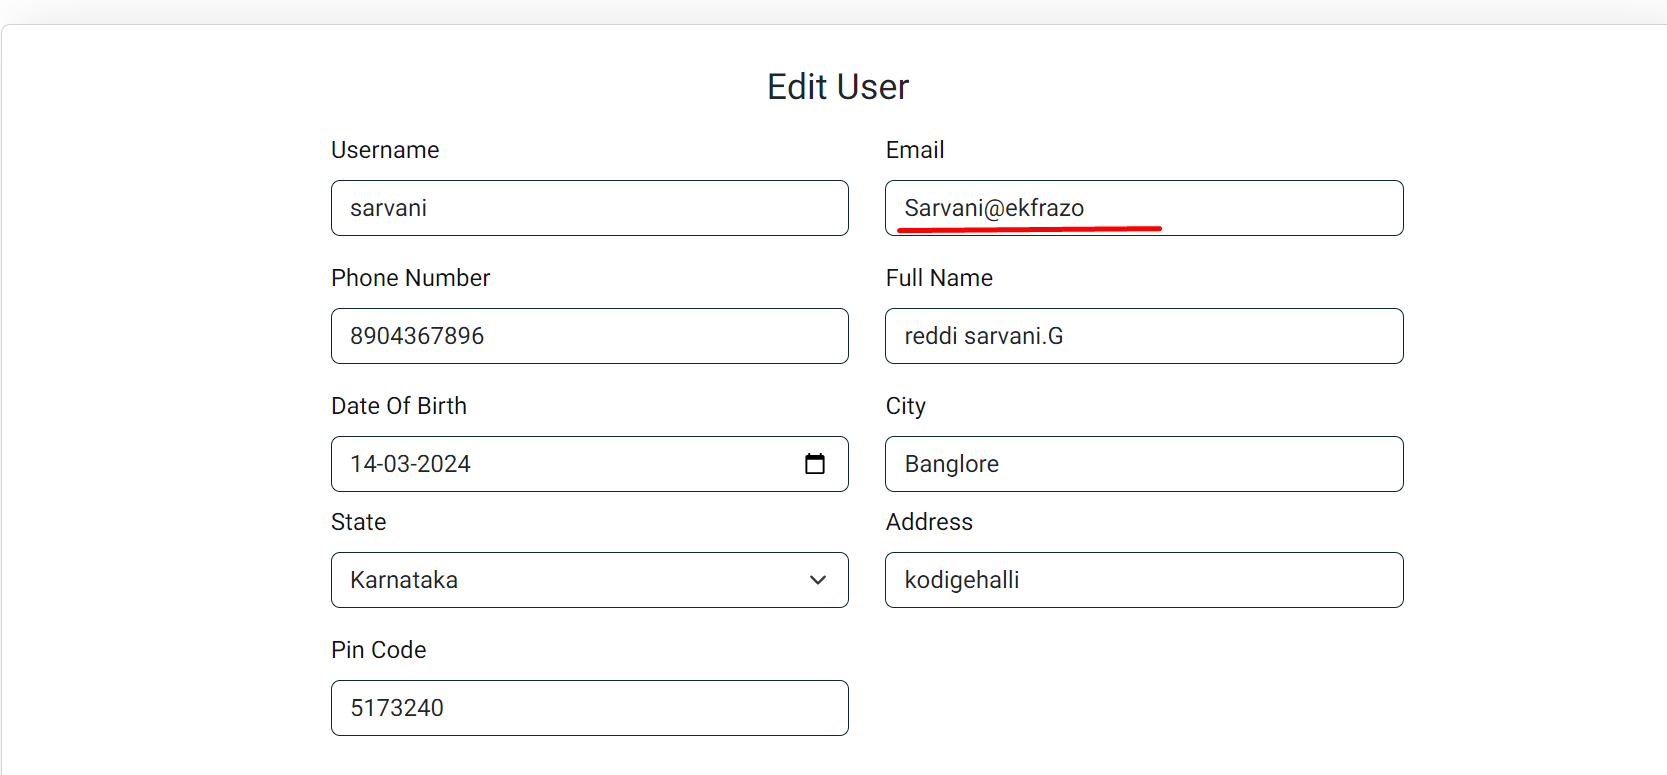 Edit User
Username
Email
sarvani
Sarvani@ekfrazo
Phone Number
Full Name
8904367896
reddi sarvani.G
Date Of Birth
City
14-03-2024
Banglore
State
Address
Karnataka
kodigehalli
Pin Code
5173240